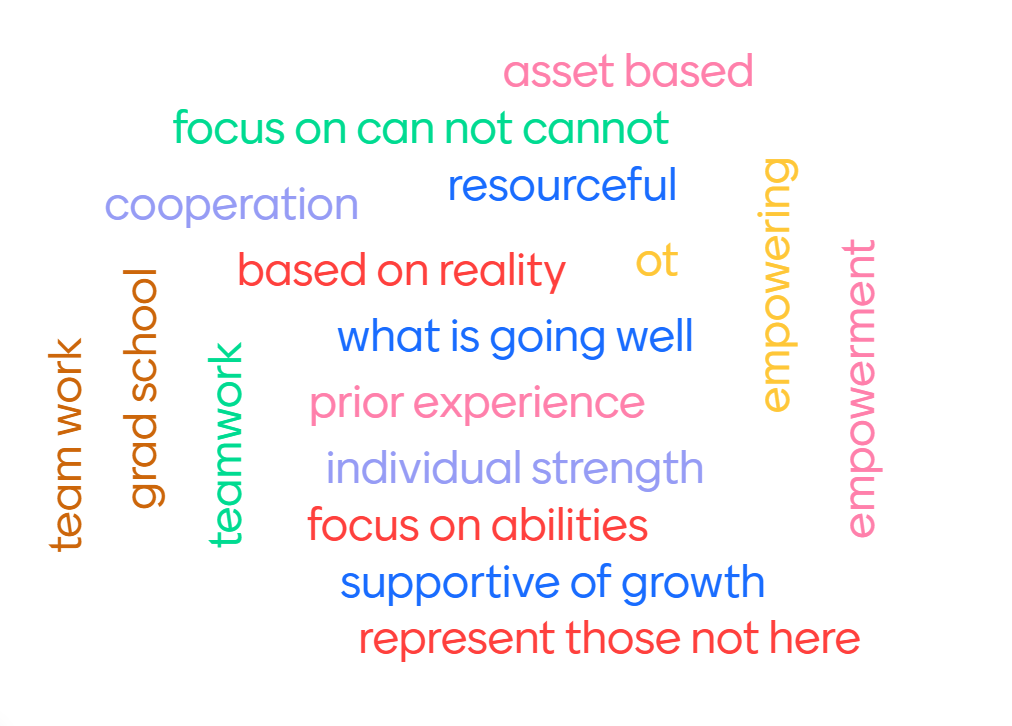 asset based
focus on can not cannot
resourceful
cooperation
empowering
ot
based on reality
empowerment
what is going well
grad school
team work
teamwork
prior experience
individual strength
focus on abilities
supportive of growth
represent those not here